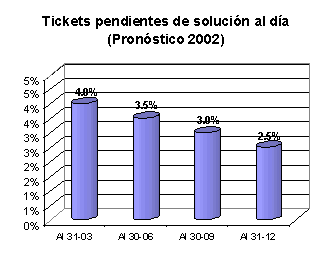 Tickets pendientes de solución al día
(Pronóstico 2002)
5%
5%
4%
4%
3%
3%
2%
2%
1%
1%
0%
4.0%
3.5%
3.0%
2.5%
Al 31-03
Al 30-06
Al 30-09
Al 31-12